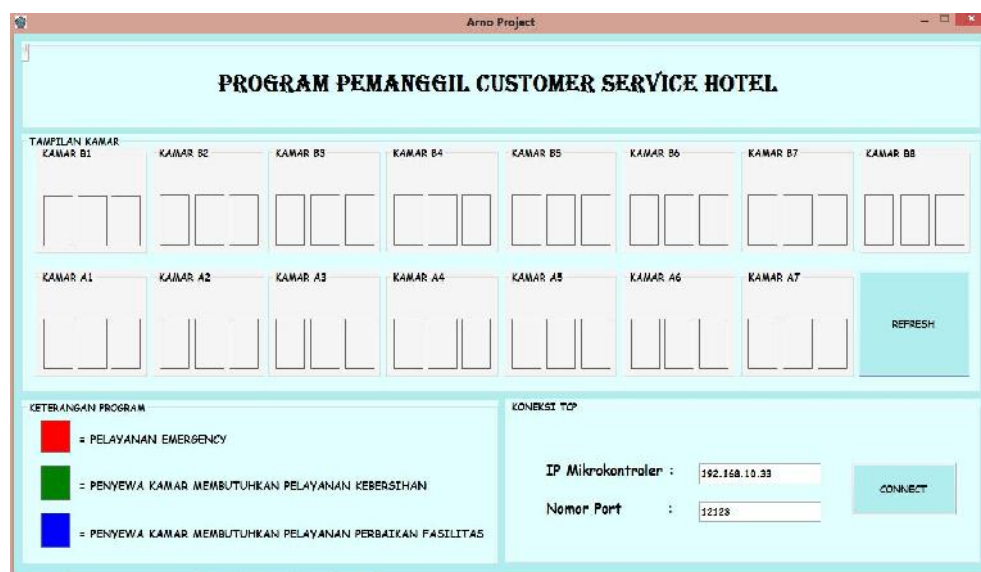 Arno Project
PROGRAM PEMANGGIL CUSTOMER SERVICE HOTEL
TAMPILAN KAMAR
KAMAR B1 KAMAR B2 KAMAR B3 KAMAR B4 KAMAR B5 KAMAR B6 KAMAR B7 KAMAR B8
KAMAR A1 KAMAR A2 KAMAR A3 KAMAR A4 KAMAR A5 KAMAR A6 KAMAR A7
REFRESH
KETERANGAN PROGRAM
= PELAYANAN EMERGENCY
= PENYEWA KAMAR MEMBUTUHKAN PELAYANAN KEBERSIHAN
= PENYEWA KAMAR MEMBUTUHKAN PELAYANAN PERBAIKAN FASILITAS
KONEKSI TCP
IP Mikrokontroler : 192.168.10.33
Nomor Port : 12128
CONNECT